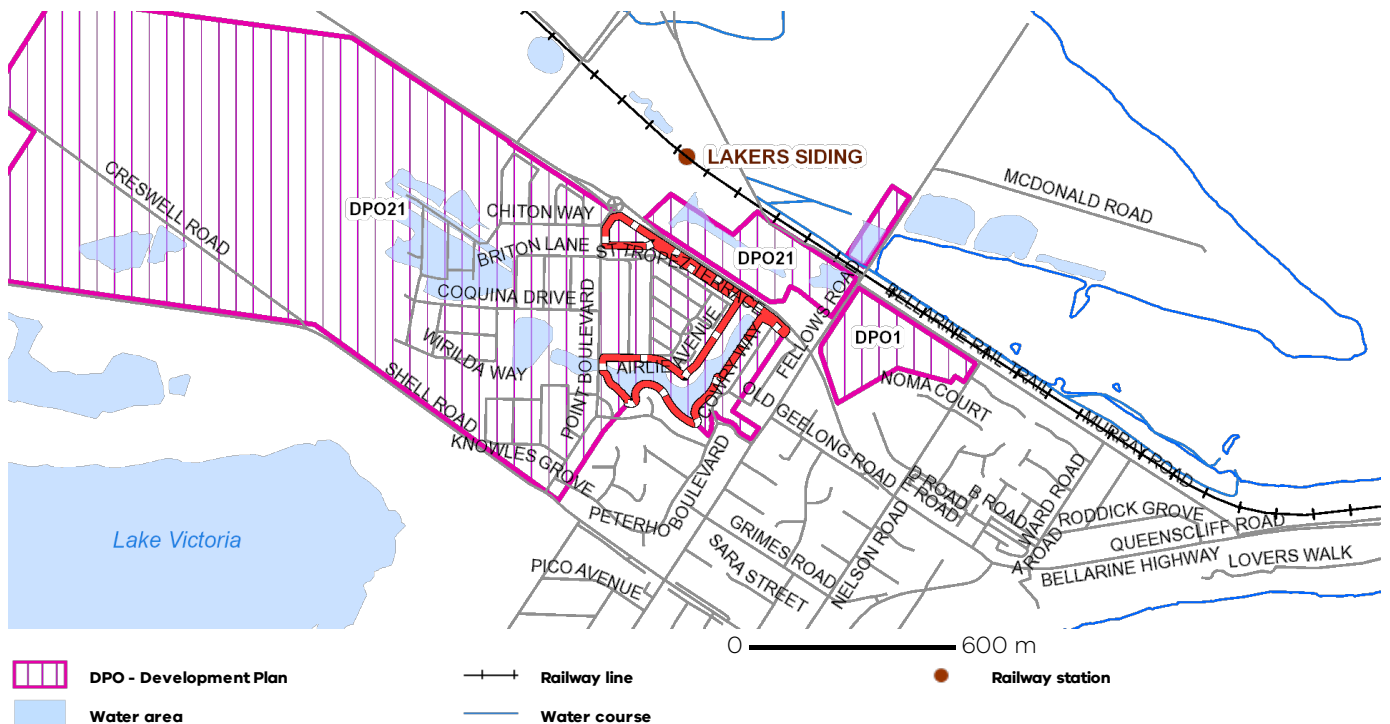 LAKERS SIDING
MCDONALD ROAD
CRESWELL ROAD
DPO21
CHITON WAY
BRITON LANE
ST TROPEZ TERRACE
DPO21
COQUINA DRIVE
FELLOWS ROAD
BELLARINE RAIL TRAIL
DPO1
WIRILDA WAY
POINT BOULEVARD
AIRLIE AVENUE
COWRY WAY
NOMA COURT
SHELL ROAD
OLD GEELONG ROAD
MURRAY ROAD
KNOWLES GROVE
BOULEVARD
D ROAD
E ROAD
B ROAD
WARD ROAD
A ROAD
PETERHO
GRIMES ROAD
NELSON ROAD
RODDICK GROVE
QUEENSCLIFF ROAD
Lake Victoria
SARA STREET
PICO AVENUE
BELLARINE HIGHWAY
LOVERS WALK
0 600 m
DPO - Development Plan
Railway line
Railway station
Water area
Water course